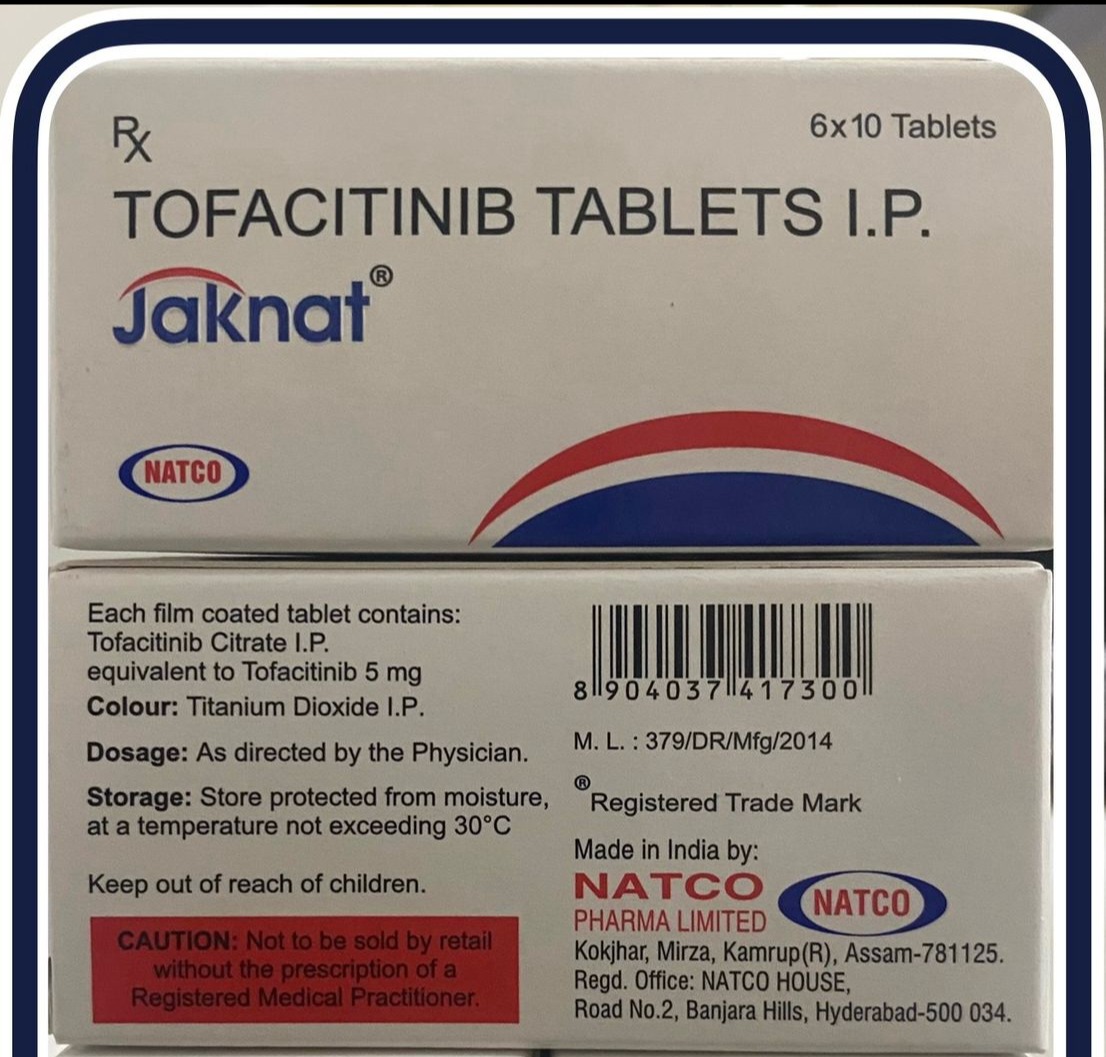 Rx
6x10 Tablets
TOFACITINIB TABLETS I.P.
Jaknat®
NATCO
Each film coated tablet contains:
Tofacitinib Citrate I.P.
equivalent to Tofacitinib 5 mg
Colour: Titanium Dioxide I.P.
Dosage: As directed by the Physician.
Storage: Store protected from moisture,
at a temperature not exceeding 30°C
Keep out of reach of children.
CAUTION: Not to be sold by retail
without the prescription of a
Registered Medical Practitioner.
8 904037 417300
M. L. : 379/DR/Mfg/2014
® Registered Trade Mark
Made in India by:
NATCO
PHARMA LIMITED
NATCO
Kokjhar, Mirza, Kamrup(R), Assam-781125.
Regd. Office: NATCO HOUSE,
Road No.2, Banjara Hills, Hyderabad-500 034.